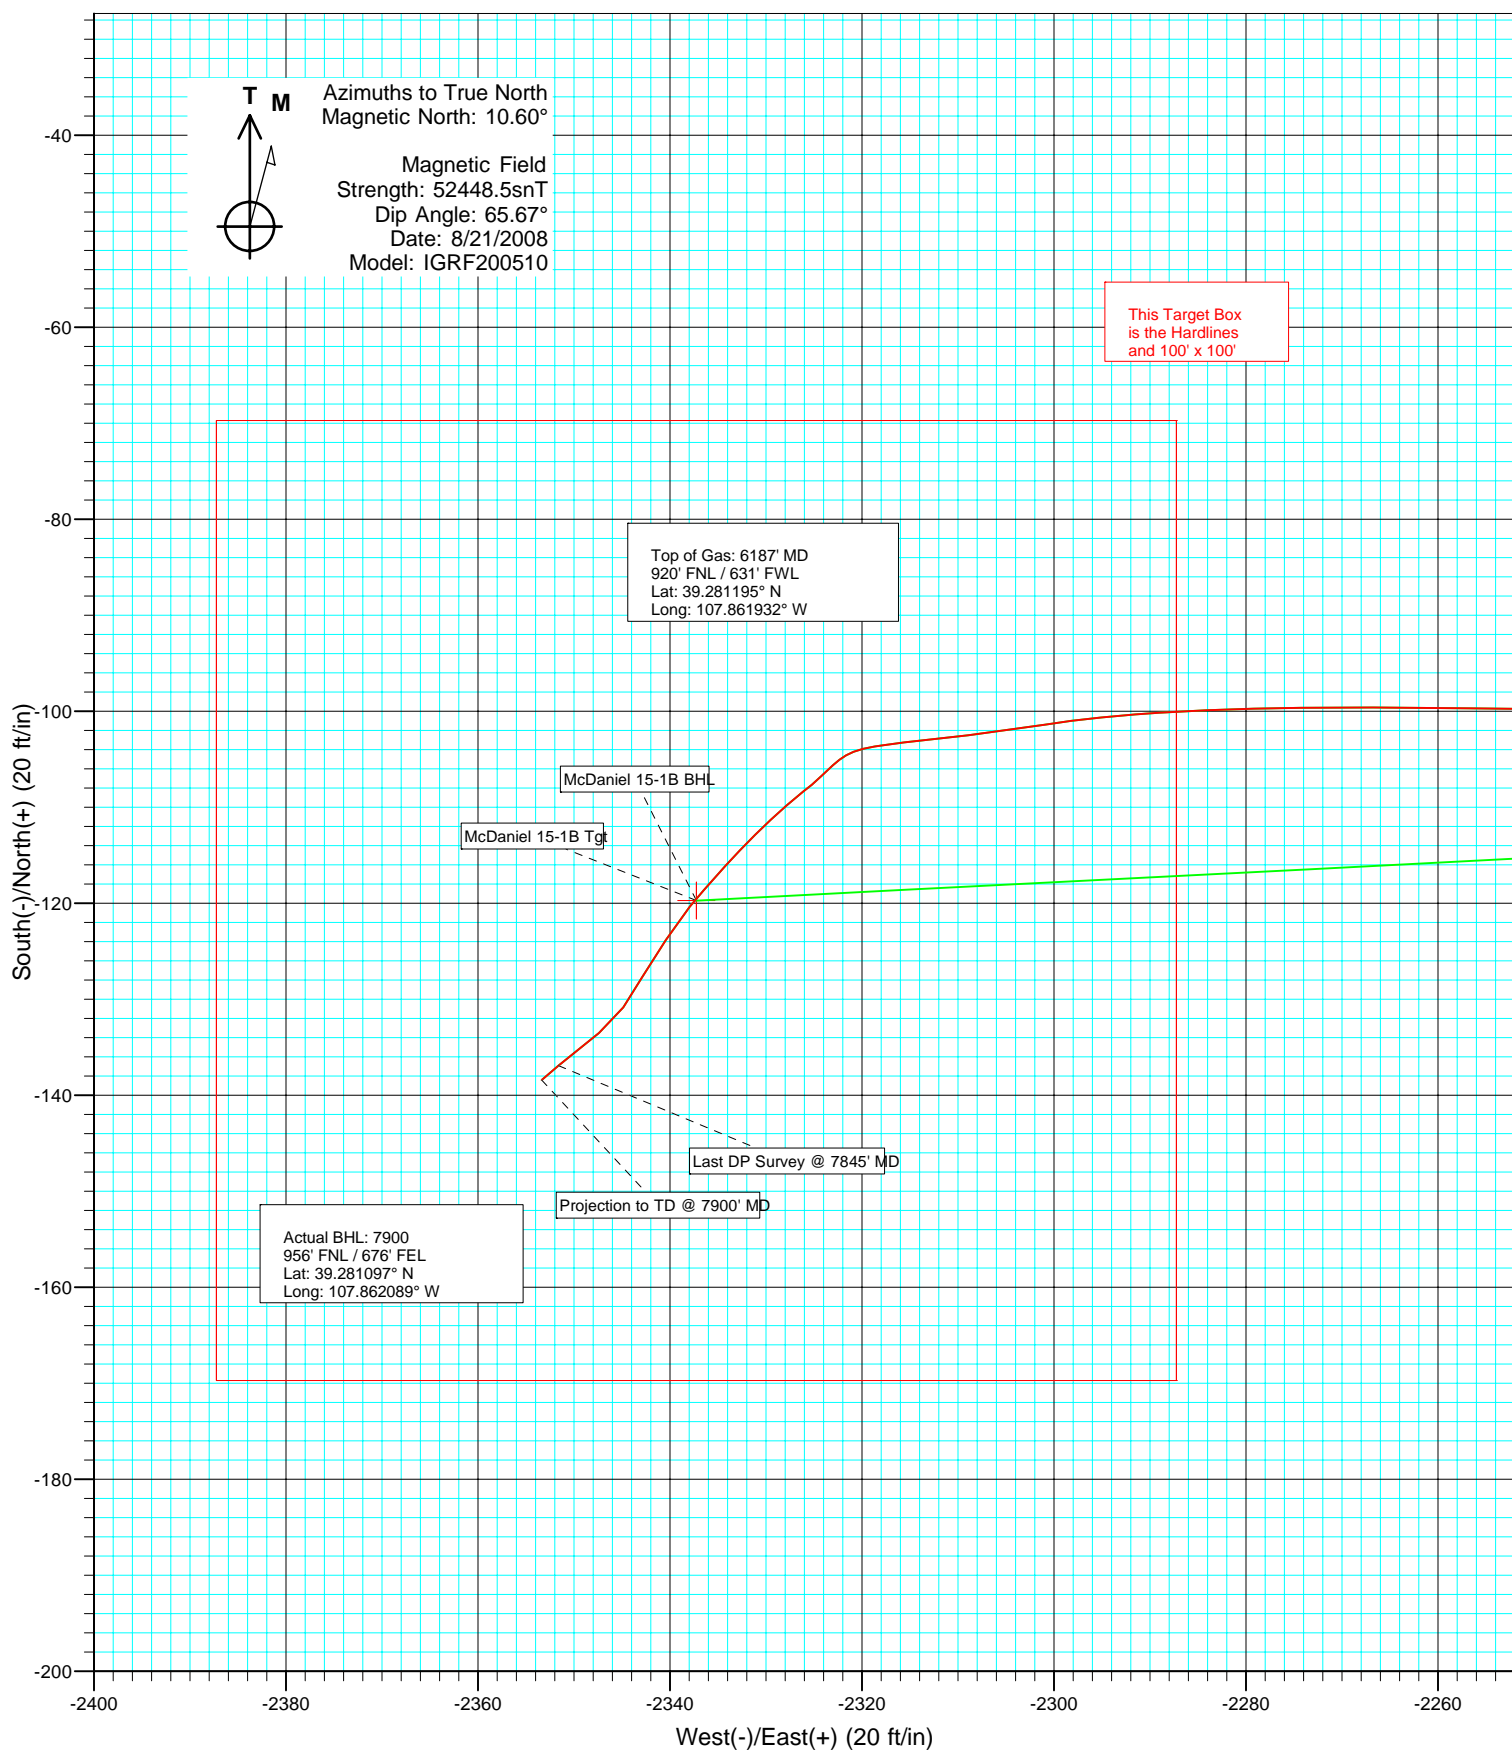 T M
Azimuths to True North
Magnetic North: 10.60°
Magnetic Field
Strength: 52448.5snT
Dip Angle: 65.67°
Date: 8/21/2008
Model: IGRF200510
This Target Box
is the Hardlines
and 100' x 100'
Top of Gas: 6187' MD
920' FNL / 631' FWL
Lat: 39.281195° N
Long: 107.861932° W
McDaniel 15-1B BHL
McDaniel 15-1B Tgt
Last DP Survey @ 7845' MD
Projection to TD @ 7900' MD
Actual BHL: 7900
956' FNL / 676' FEL
Lat: 39.281097° N
Long: 107.862089° W
South(-)/North(+) (20 ft/in)
-40
-60
-80
-100
-120
-140
-160
-180
-200
-2400 -2380 -2360 -2340 -2320 -2300 -2280 -2260
West(-)/East(+) (20 ft/in)